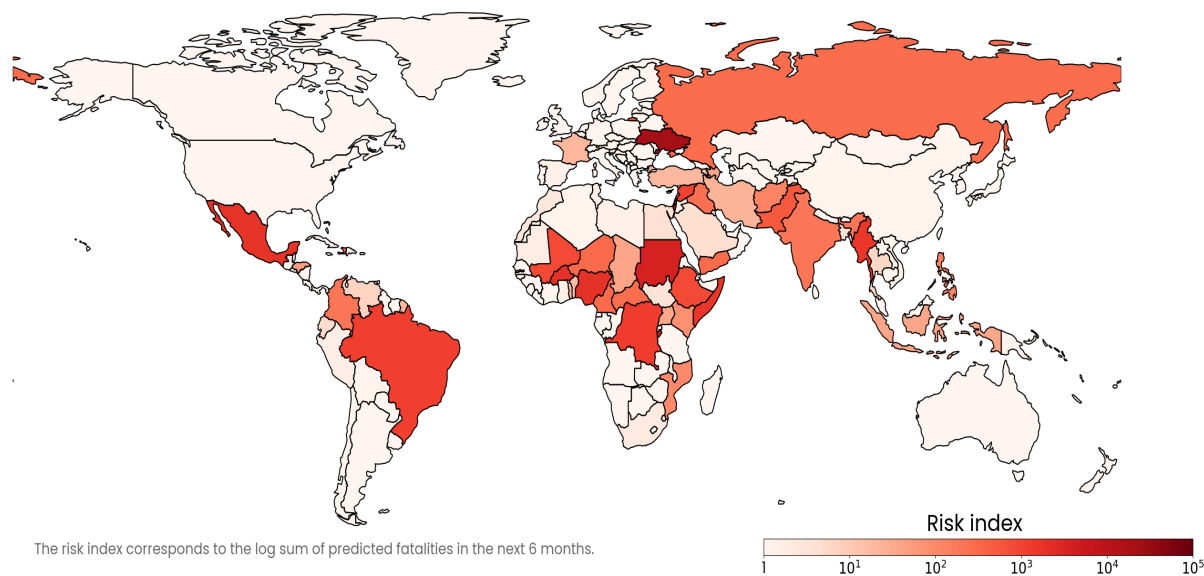 The risk index corresponds to the log sum of predicted fatalities in the next 6 months.
Risk index
1 10¹ 10² 10³ 10⁴ 10⁵